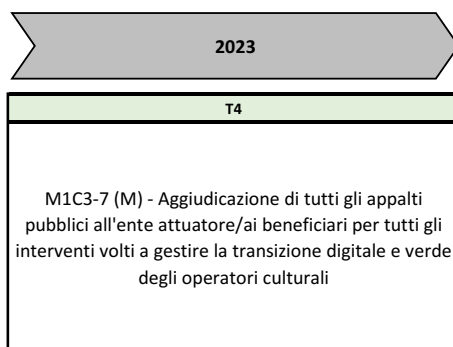 2023
T4
M1C3-7 (M) - Aggiudicazione di tutti gli appalti
pubblici all'ente attuatore/ai beneficiari per tutti gli
interventi volti a gestire la transizione digitale e verde
degli operatori culturali